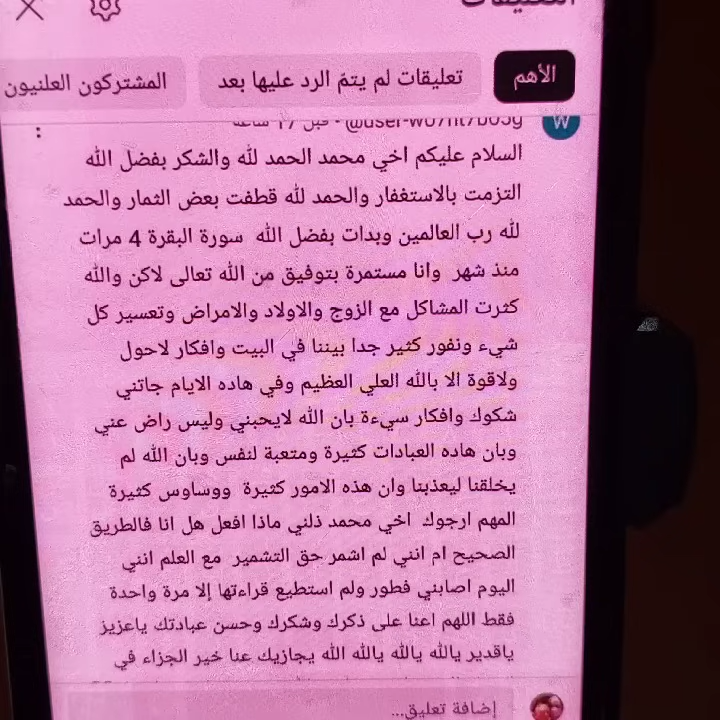 الأهم
تعليقات لم يتمّ الرد عليها بعد
المشتركون العلنيون
W
السلام عليكم اخي محمد الحمد لله والشكر بفضل الله
التزمت بالاستغفار والحمد لله قطفت بعض الثمار والحمد
لله رب العالمين وبدات بفضل الله سورة البقرة 4 مرات
منذ شهر وانا مستمرة بتوفيق من الله تعالى لاكن والله
كثرت المشاكل مع الزوج والاولاد والامراض وتعسير كل
شيء ونفور كثير جدا بيننا في البيت وافكار لاحول
ولاقوة الا بالله العلي العظيم وفي هاده الايام جاتني
شكوك وافكار سيءة بان الله لايحبني وليس راض عني
وبان هاده العبادات كثيرة ومتعبة لنفس وبان الله لم
يخلقنا ليعذبنا وان هذه الامور كثيرة ووساوس كثيرة
المهم ارجوك اخي محمد ذلني ماذا افعل هل انا فالطريق
الصحيح ام انني لم اشمر حق التشمير مع العلم انني
اليوم اصابني فطور ولم استطيع قراءتها إلا مرة واحدة
فقط اللهم اعنا على ذكرك وشكرك وحسن عبادتك ياعزيز
ياقدير يالله يالله يالله الله يجازيك عنا خير الجزاء في
إضافة تعليق...